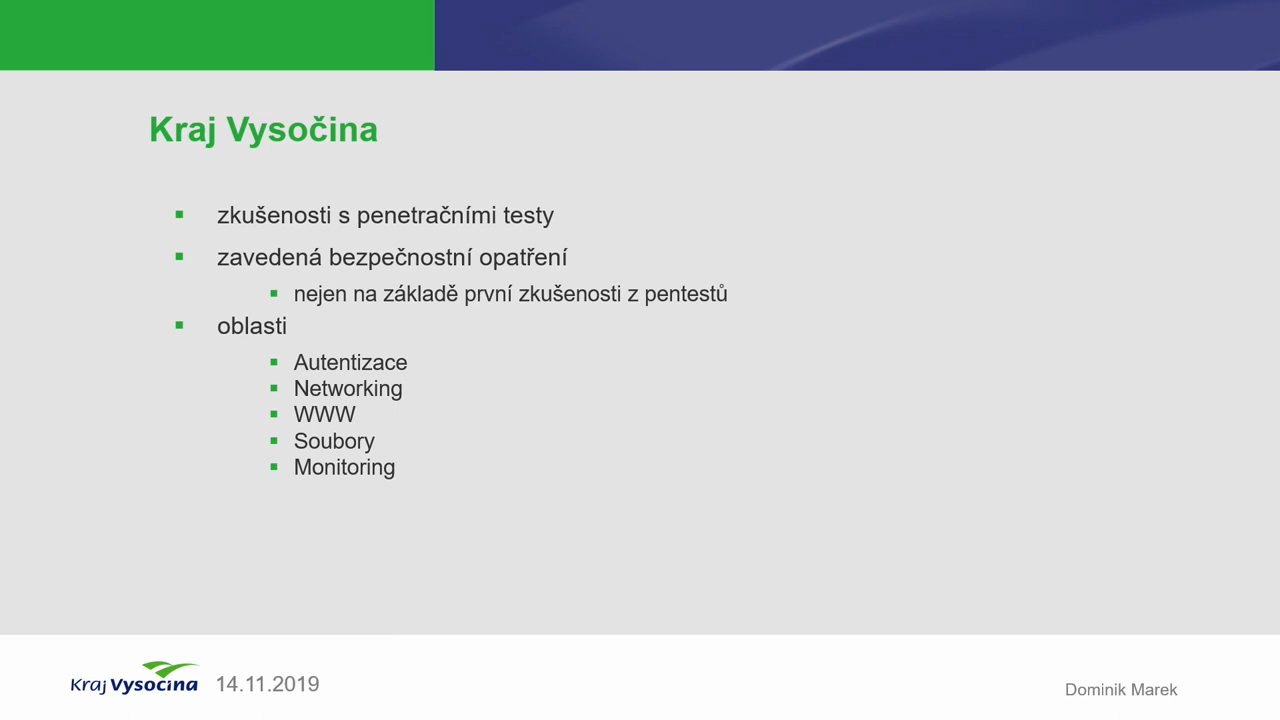 Kraj Vysočina
zkušenosti s penetračními testy
zavedená bezpečnostní opatření
nejen na základě první zkušenosti z pentestů
oblasti
Autentizace
Networking
WWW
Soubory
Monitoring
Kraj Vysočina 14.11.2019
Dominik Marek